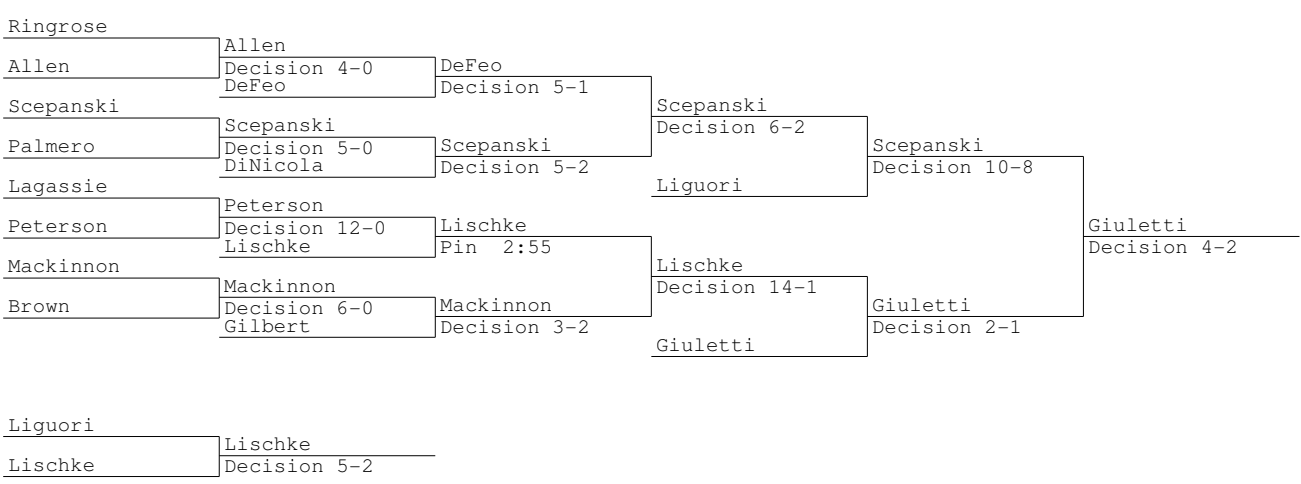 Ringrose
Allen
Allen
Decision 4-0
DeFeo
DeFeo
Decision 5-1
Scepanski
Palmero
Scepanski
Decision 5-0
DiNicola
Scepanski
Decision 5-2
Scepanski
Decision 6-2
Liguori
Scepanski
Decision 10-8
Lagassie
Peterson
Peterson
Decision 12-0
Lischke
Lischke
Pin 2:55
Mackinnon
Brown
Mackinnon
Decision 6-0
Gilbert
Mackinnon
Decision 3-2
Lischke
Decision 14-1
Giuletti
Giuletti
Decision 2-1
Giuletti
Decision 4-2
Liguori
Lischke
Lischke
Decision 5-2